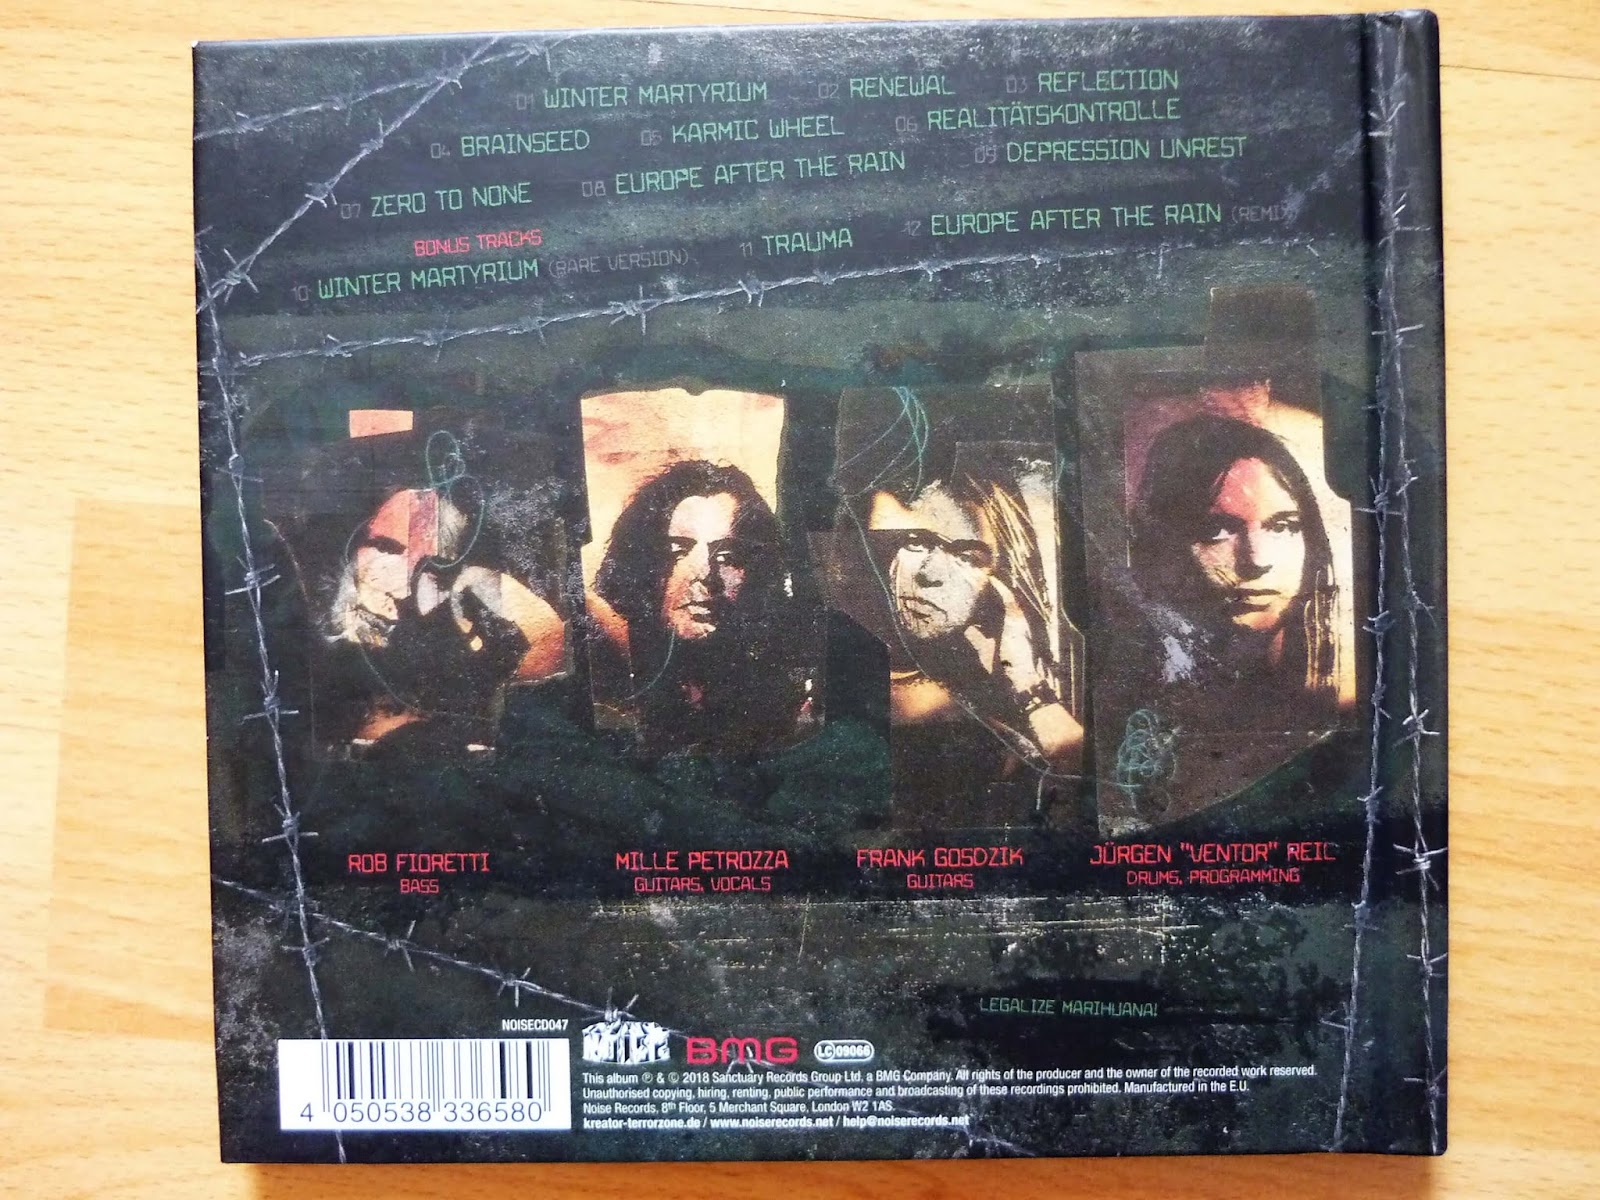 01 WINTER MARTYRIUM 02 RENEWAL 03 REFLECTION
04 BRAINSEED 05 KARMIC WHEEL 06 REALITÄTSKONTROLLE
07 ZERO TO NONE 08 EUROPE AFTER THE RAIN 09 DEPRESSION UNREST
BONUS TRACKS
10 WINTER MARTYRIUM (RARE VERSION) 11 TRAUMA 12 EUROPE AFTER THE RAIN (REMIX)
ROB FIORETTI
BASS
MILLE PETROZZA
GUITARS, VOCALS
FRANK GOSDZIK
GUITARS
JÜRGEN "VENTOR" REIL
DRUMS, PROGRAMMING
LEGALIZE MARIHUANA!
NOISECD047
4 050538 336580
NOISE
BMG
LC 09066
This album ℗ & © 2018 Sanctuary Records Group Ltd. a BMG Company. All rights of the producer and the owner of the recorded work reserved.
Unauthorised copying, hiring, renting, public performance and broadcasting of these recordings prohibited. Manufactured in the E.U.
Noise Records, 8th Floor, 5 Merchant Square, London W2 1AS.
kreator-terrorzone.de / www.noiserecords.net / help@noiserecords.net